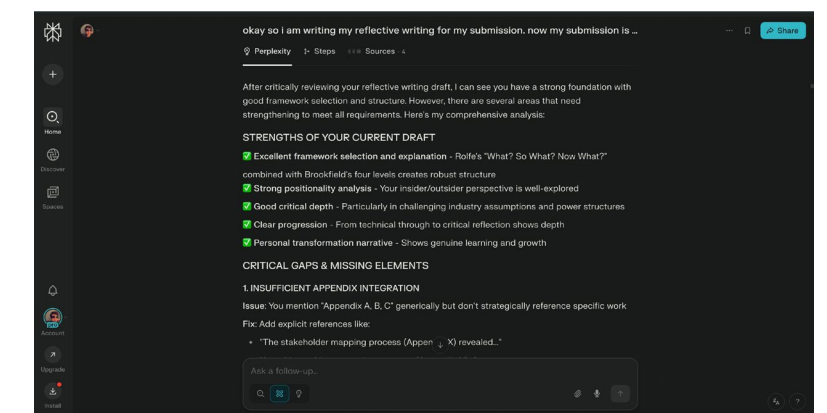 okay so i am writing my reflective writing for my submission. now my submission is ...
Share
Perplexity
Steps
Sources · 4
After critically reviewing your reflective writing draft, I can see you have a strong foundation with
good framework selection and structure. However, there are several areas that need
strengthening to meet all requirements. Here's my comprehensive analysis:
STRENGTHS OF YOUR CURRENT DRAFT
✅ Excellent framework selection and explanation - Rolfe's "What? So What? Now What?"
combined with Brookfield's four levels creates robust structure
✅ Strong positionality analysis - Your insider/outsider perspective is well-explored
✅ Good critical depth - Particularly in challenging industry assumptions and power structures
✅ Clear progression - From technical through to critical reflection shows depth
✅ Personal transformation narrative - Shows genuine learning and growth
CRITICAL GAPS & MISSING ELEMENTS
1. INSUFFICIENT APPENDIX INTEGRATION
Issue: You mention "Appendix A, B, C" generically but don't strategically reference specific work
Fix: Add explicit references like:
• "The stakeholder mapping process (Appen X) revealed..."
Ask a follow-up...
Home
Discover
Spaces
Account
Upgrade
Install